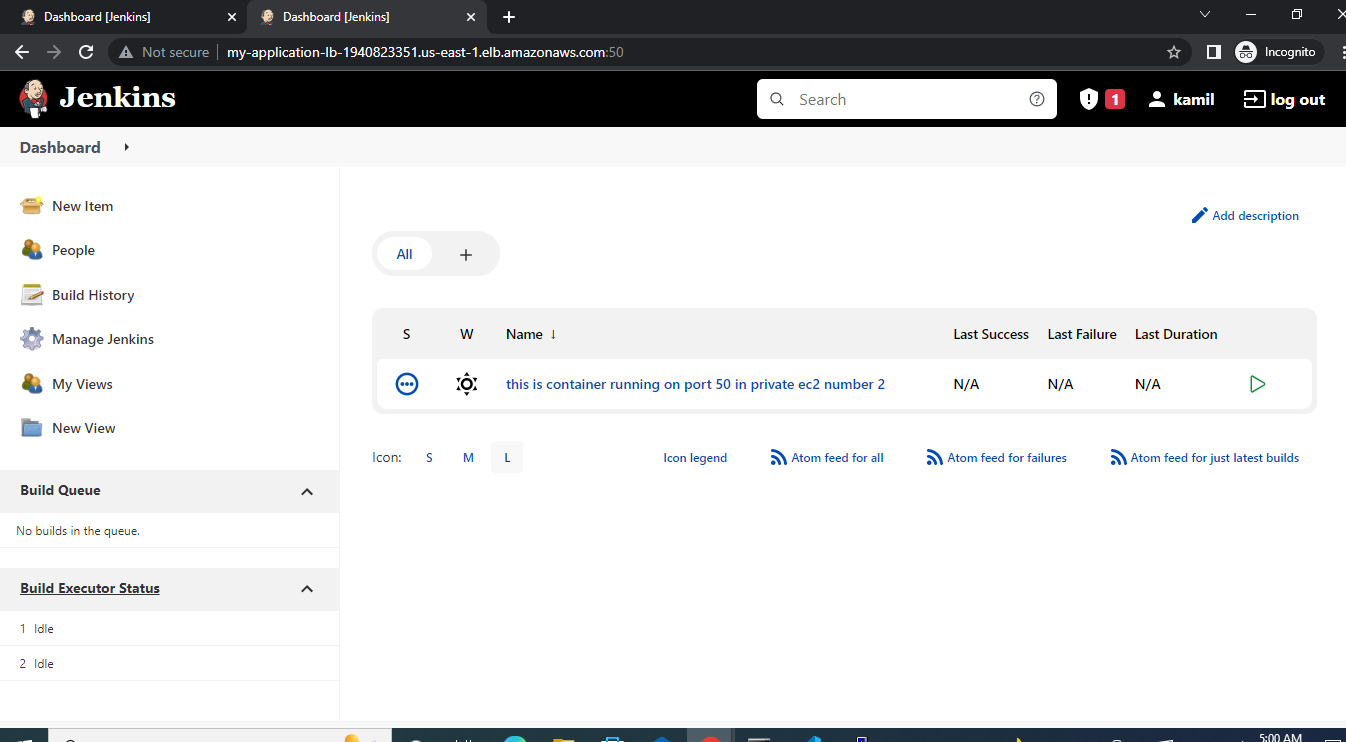 Dashboard [Jenkins]
Dashboard [Jenkins]
Not secure my-application-lb-1940823351.us-east-1.elb.amazonaws.com:50
Incognito
Jenkins
Search
1
kamil
log out
Dashboard
New Item
People
Build History
Manage Jenkins
My Views
New View
Build Queue
No builds in the queue.
Build Executor Status
1 Idle
2 Idle
Add description
All +
S W Name ↓ Last Success Last Failure Last Duration
this is container running on port 50 in private ec2 number 2 N/A N/A N/A
Icon: S M L
Icon legend
Atom feed for all
Atom feed for failures
Atom feed for just latest builds
5:00 AM